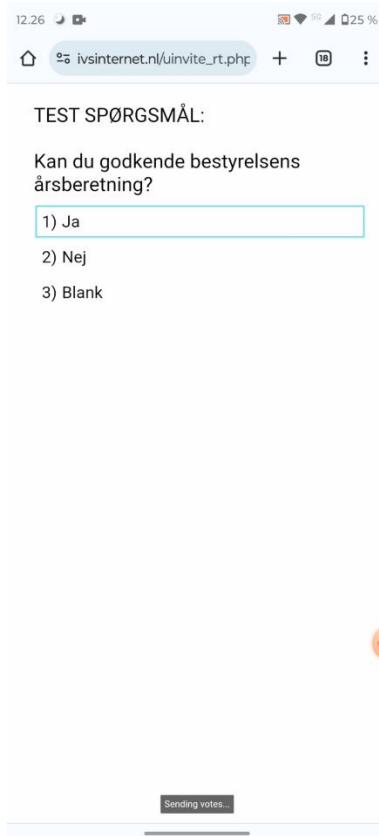 12.26 5G 25 %
ivsinternet.nl/uinvite_rt.php 18
TEST SPØRGSMÅL:
Kan du godkende bestyrelsens
årsberetning?
1) Ja
2) Nej
3) Blank
Sending votes...